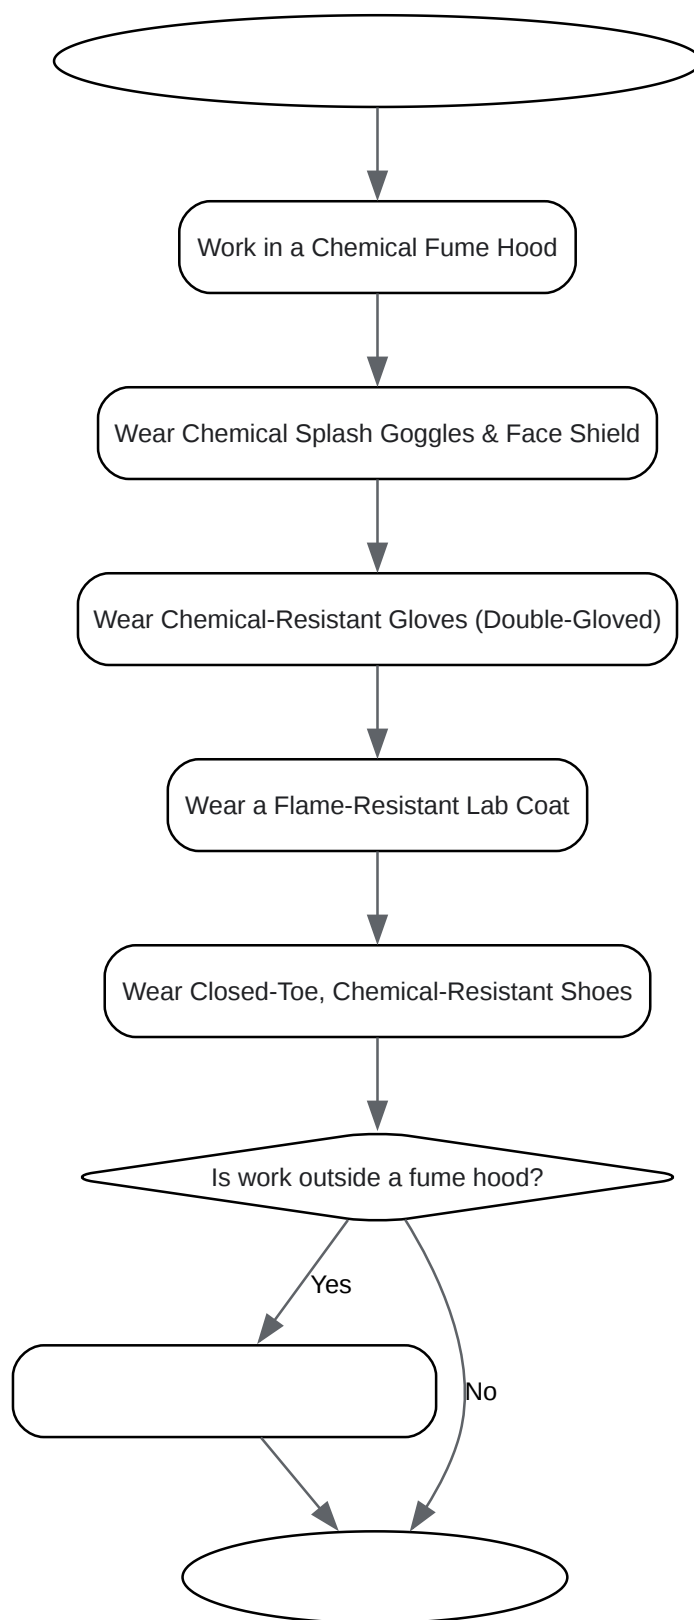 Work in a Chemical Fume Hood
Wear Chemical Splash Goggles & Face Shield
Wear Chemical-Resistant Gloves (Double-Gloved)
Wear a Flame-Resistant Lab Coat
Wear Closed-Toe, Chemical-Resistant Shoes
Is work outside a fume hood?
Yes
No